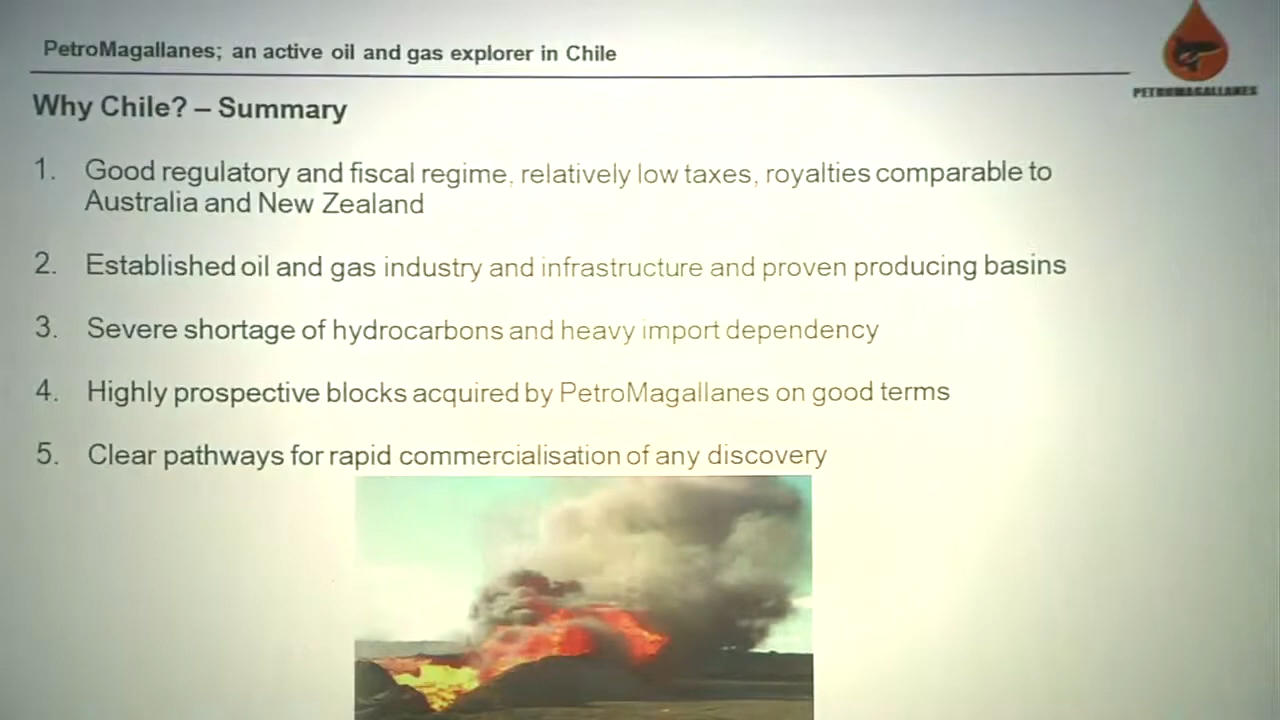 PetroMagallanes; an active oil and gas explorer in Chile
PETROMAGALLANES
Why Chile? – Summary
1. Good regulatory and fiscal regime, relatively low taxes, royalties comparable to
Australia and New Zealand
2. Established oil and gas industry and infrastructure and proven producing basins
3. Severe shortage of hydrocarbons and heavy import dependency
4. Highly prospective blocks acquired by PetroMagallanes on good terms
5. Clear pathways for rapid commercialisation of any discovery